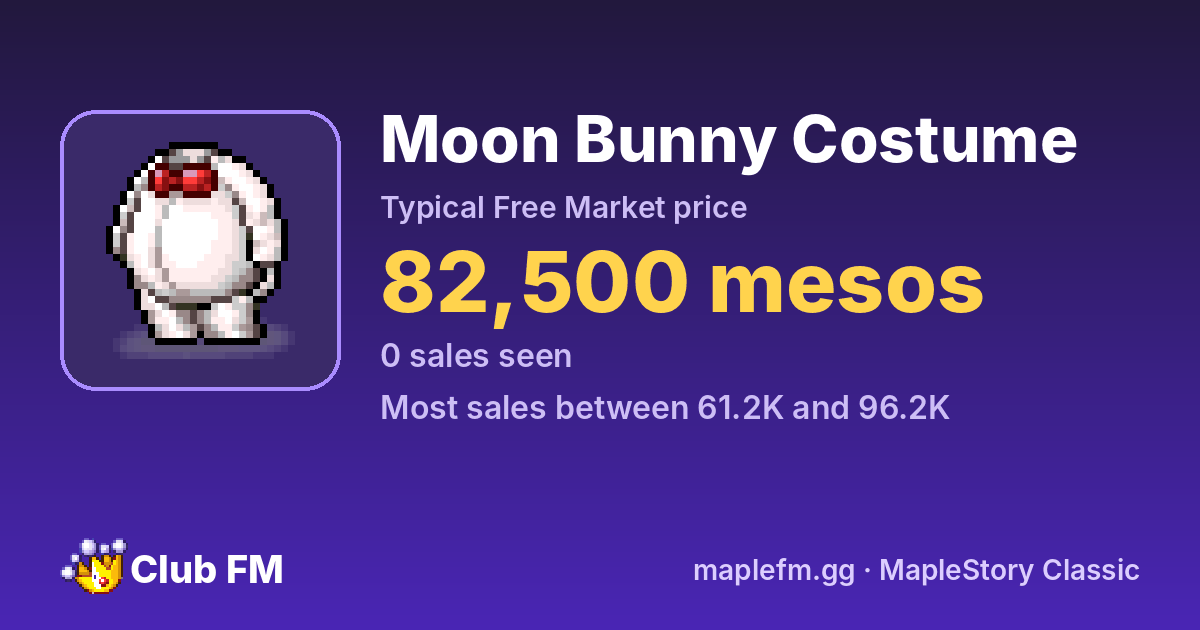 Moon Bunny Costume
Typical Free Market price
82,500 mesos
0 sales seen
Most sales between 61.2K and 96.2K
Club FM
maplefm.gg · MapleStory Classic